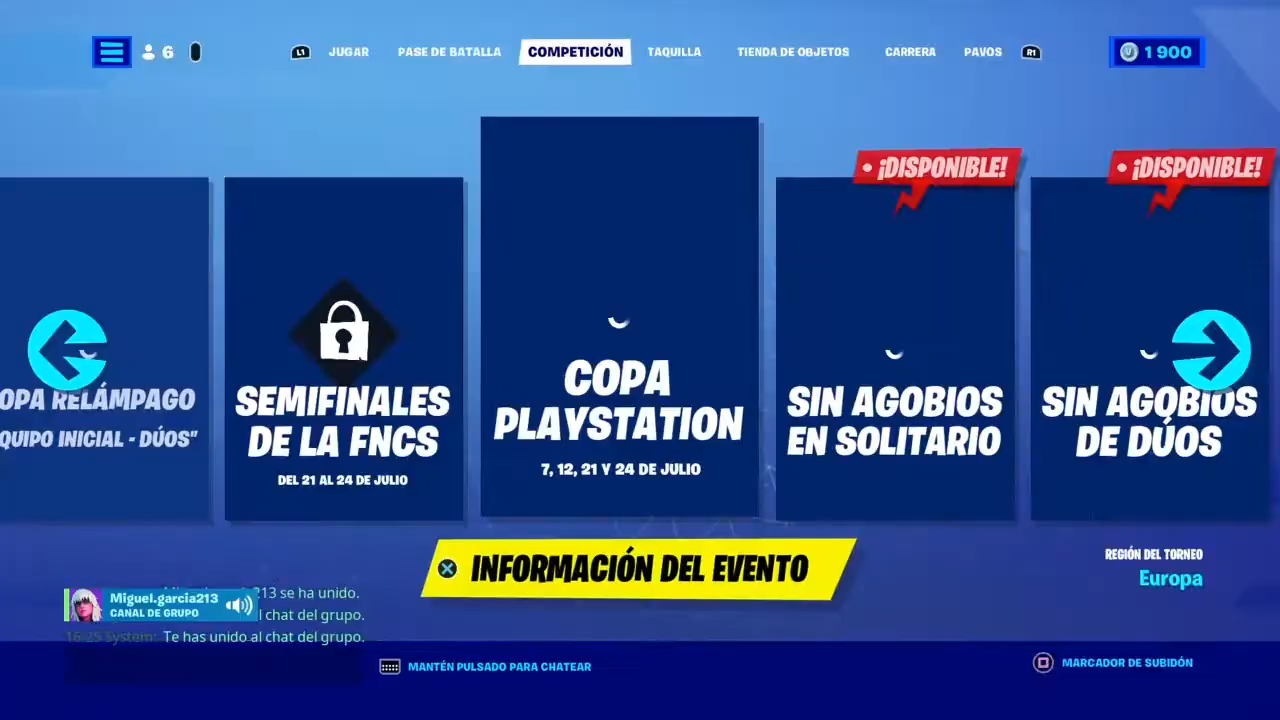 6
L1
JUGAR
PASE DE BATALLA
COMPETICIÓN
TAQUILLA
TIENDA DE OBJETOS
CARRERA
PAVOS
R1
1 900
OPA RELÁMPAGO
QUIPO INICIAL - DÚOS"
SEMIFINALES
DE LA FNCS
DEL 21 AL 24 DE JULIO
COPA
PLAYSTATION
7, 12, 21 Y 24 DE JULIO
¡DISPONIBLE!
SIN AGOBIOS
EN SOLITARIO
¡DISPONIBLE!
SIN AGOBIOS
DE DÚOS
INFORMACIÓN DEL EVENTO
REGIÓN DEL TORNEO
Europa
213 se ha unido.
Miguel.garcia213
CANAL DE GRUPO
l chat del grupo.
16:25 System: Te has unido al chat del grupo.
MANTÉN PULSADO PARA CHATEAR
MARCADOR DE SUBIDÓN